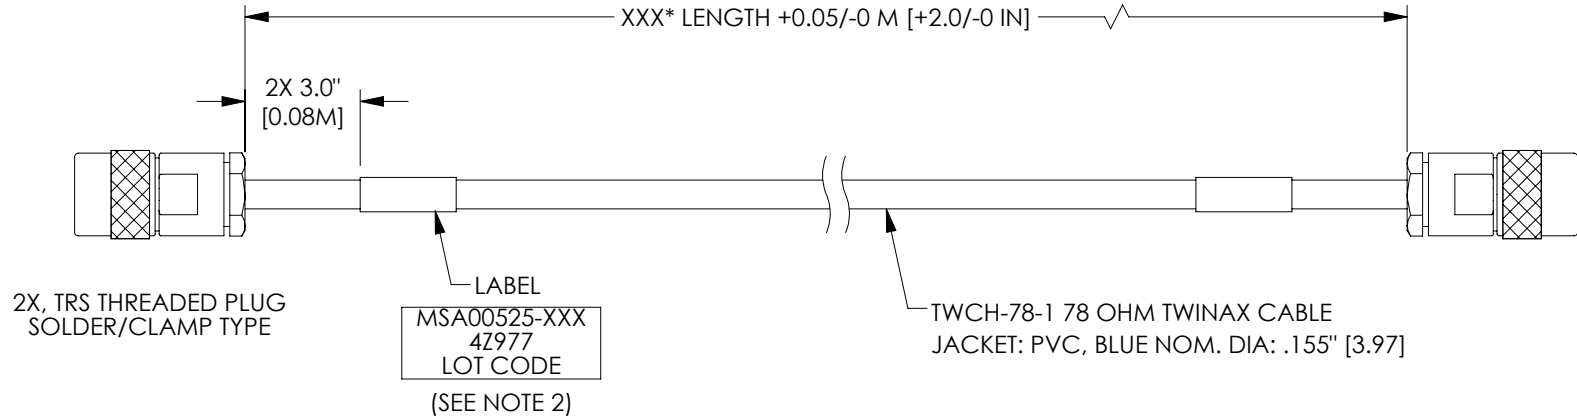 XXX* LENGTH +0.05/-0 M [+2.0/-0 IN]
2X 3.0"
[0.08M]
2X, TRS THREADED PLUG
SOLDER/CLAMP TYPE
LABEL
MSA00525-XXX
4Z977
LOT CODE
(SEE NOTE 2)
TWCH-78-1 78 OHM TWINAX CABLE
JACKET: PVC, BLUE NOM. DIA: .155" [3.97]